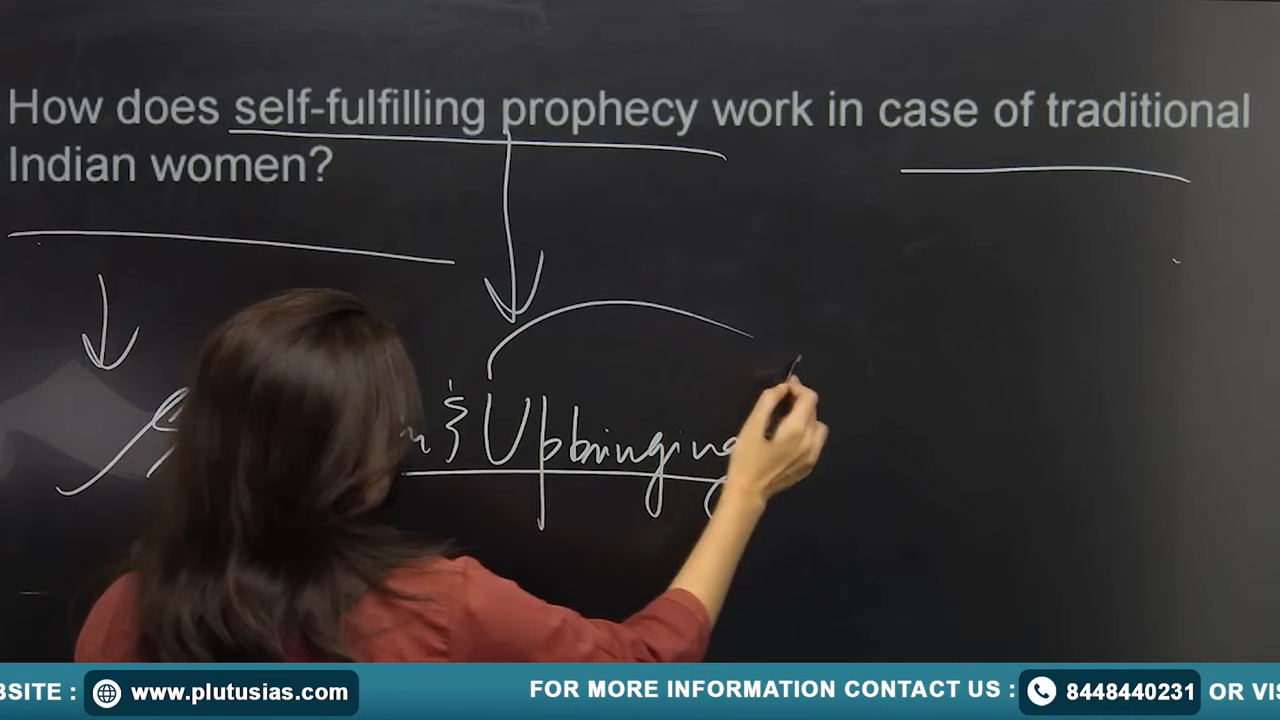 How does self-fulfilling prophecy work in case of traditional
Indian women?
& Upbringing
BSITE : www.plutusias.com FOR MORE INFORMATION CONTACT US : 8448440231 OR VIS